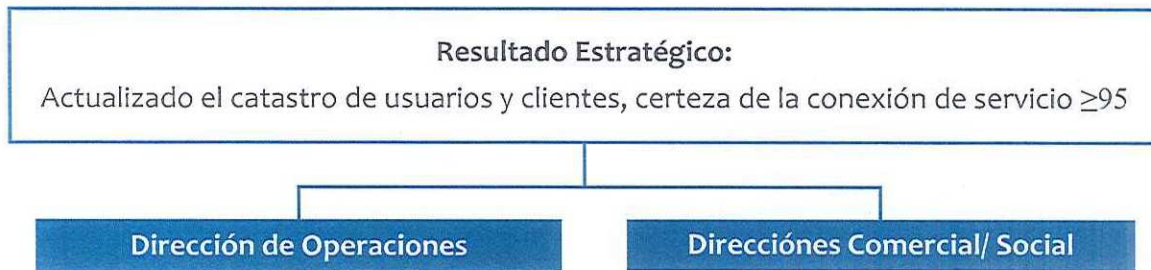 Resultado Estratégico:
Actualizado el catastro de usuarios y clientes, certeza de la conexión de servicio ≥95
Dirección de Operaciones
Direcciónes Comercial/ Social